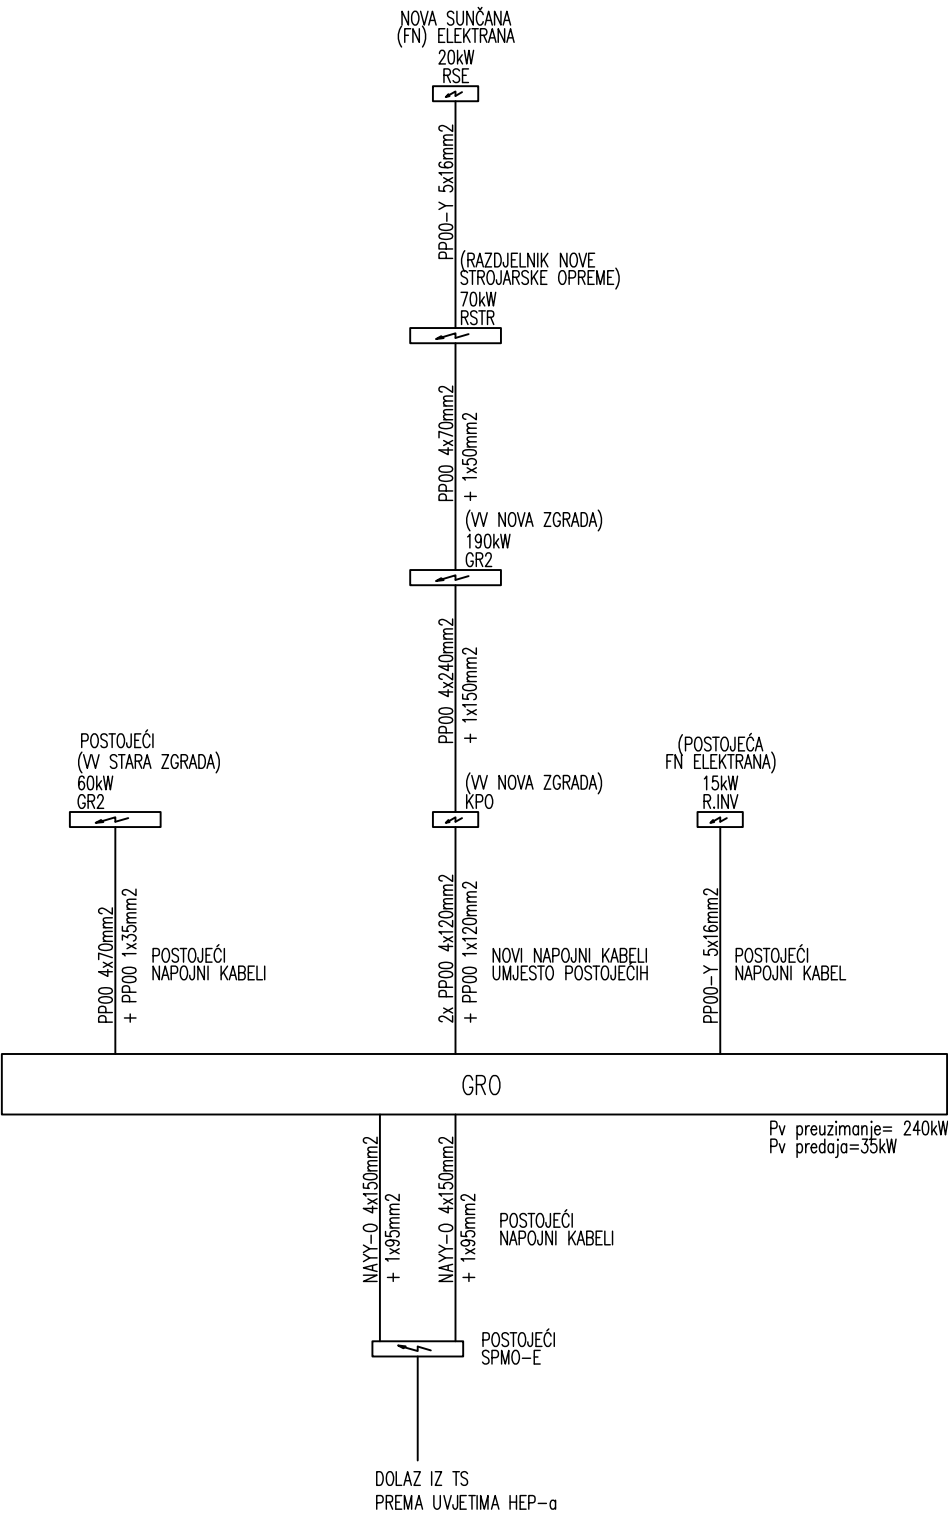 NOVA SUNČANA
(FN) ELEKTRANA
20kW
RSE
PP00-Y 5x16mm2
(RAZDJELNIK NOVE
STROJARSKE OPREME)
70kW
RSTR
PP00 4x70mm2
+ 1x50mm2
(VV NOVA ZGRADA)
190kW
GR2
PP00 4x240mm2
+ 1x150mm2
POSTOJEĆI
(VV STARA ZGRADA)
60kW
GR2
(VV NOVA ZGRADA)
KPO
(POSTOJEĆA
FN ELEKTRANA)
15kW
R.INV
PP00 4x70mm2
+ PP00 1x35mm2
POSTOJEĆI
NAPOJNI KABELI
2x PP00 4x120mm2
+ PP00 1x120mm2
NOVI NAPOJNI KABELI
UMJESTO POSTOJEĆIH
PP00-Y 5x16mm2
POSTOJEĆI
NAPOJNI KABEL
GRO
Pv preuzimanje= 240kW
Pv predaja=35kW
NAYY-O 4x150mm2
+ 1x95mm2
NAYY-O 4x150mm2
+ 1x95mm2
POSTOJEĆI
NAPOJNI KABELI
POSTOJEĆI
SPMO-E
DOLAZ IZ TS
PREMA UVJETIMA HEP-a